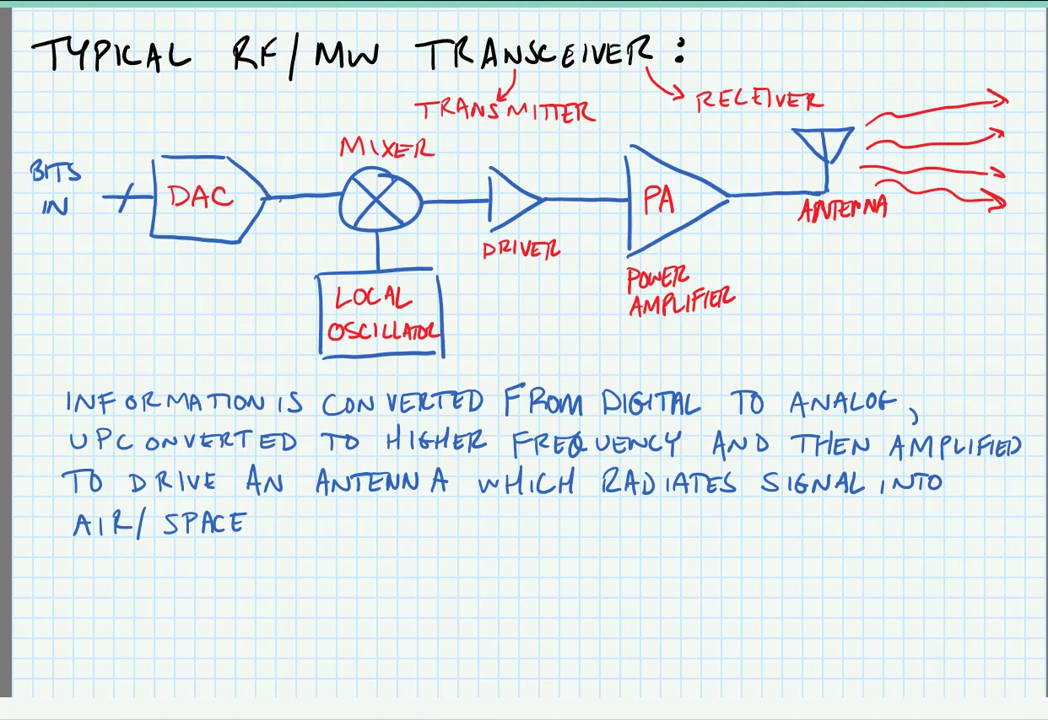 TYPICAL RF/MW TRANSCEIVER:
TRANSMITTER
RECEIVER
MIXER
BITS
IN
DAC
PA
ANTENNA
DRIVER
POWER
AMPLIFIER
LOCAL
OSCILLATOR
INFORMATION IS CONVERTED FROM DIGITAL TO ANALOG,
UPCONVERTED TO HIGHER FREQUENCY AND THEN AMPLIFIED
TO DRIVE AN ANTENNA WHICH RADIATES SIGNAL INTO
AIR/SPACE